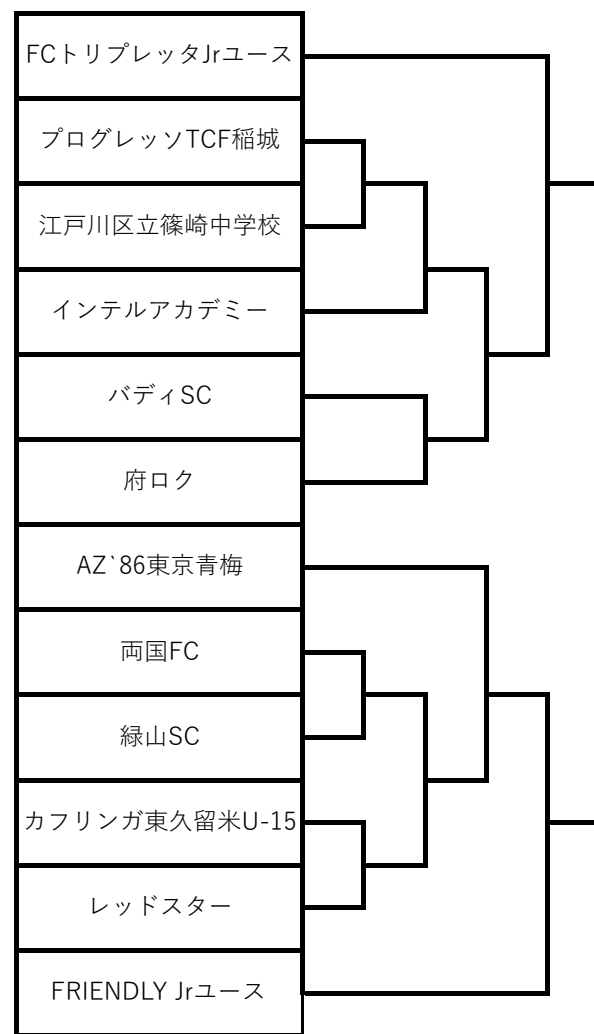 FCトリプレッタJrユース
プログレッソTCF稲城
江戸川区立篠崎中学校
インテルアカデミー
バディSC
府ロク
AZ`86東京青梅
両国FC
緑山SC
カフリンガ東久留米U-15
レッドスター
FRIENDLY Jrユース